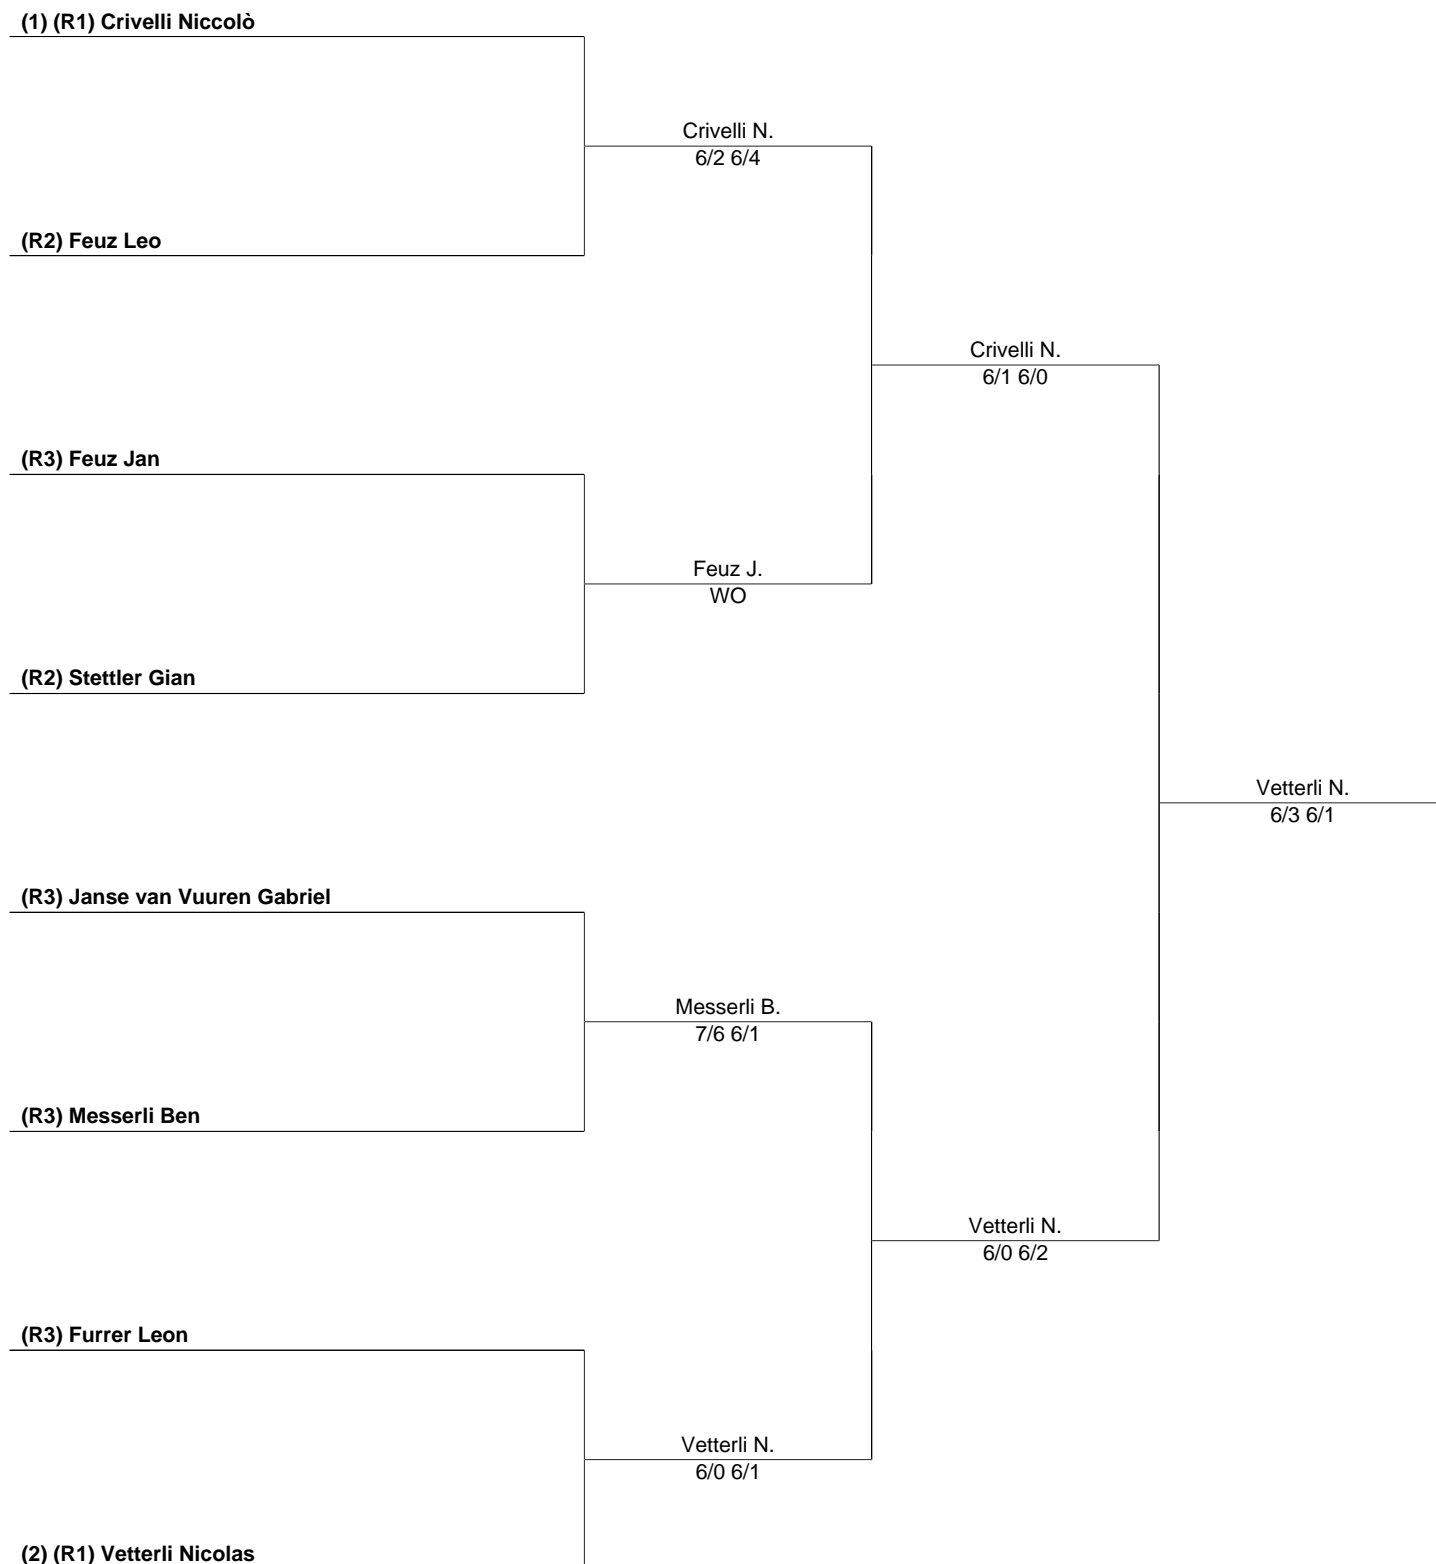 (1) (R1) Crivelli Niccolò
Crivelli N.
6/2 6/4
(R2) Feuz Leo
Crivelli N.
6/1 6/0
(R3) Feuz Jan
Feuz J.
WO
(R2) Stettler Gian
Vetterli N.
6/3 6/1
(R3) Janse van Vuuren Gabriel
Messerli B.
7/6 6/1
(R3) Messerli Ben
Vetterli N.
6/0 6/2
(R3) Furrer Leon
Vetterli N.
6/0 6/1
(2) (R1) Vetterli Nicolas